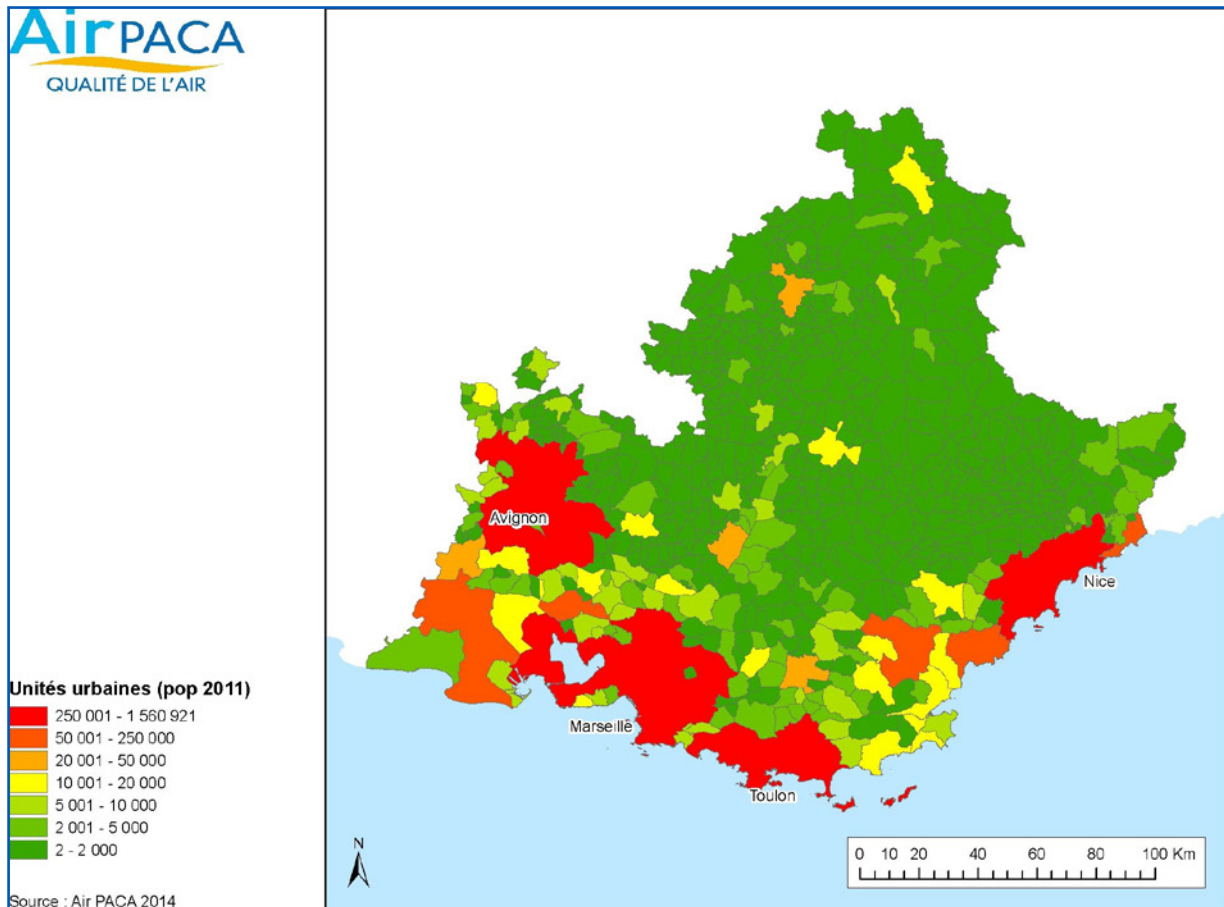 AirPACA
QUALITÉ DE L'AIR
Avignon
Nice
Marseille
Toulon
Unités urbaines (pop 2011)
250 001 - 1 560 921
50 001 - 250 000
20 001 - 50 000
10 001 - 20 000
5 001 - 10 000
2 001 - 5 000
2 - 2 000
Source : Air PACA 2014
N
0 20 40 60 80 100 Km